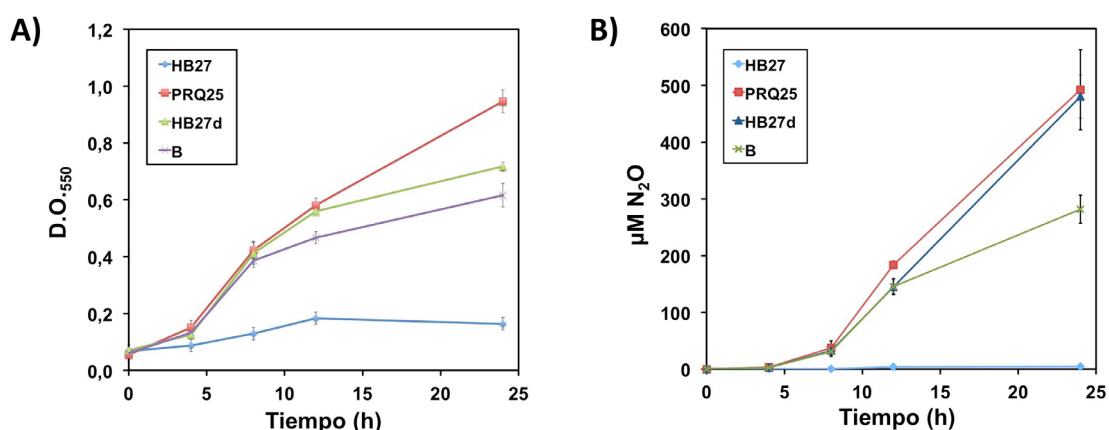 A)
1,2
1,0
0,8
0,6
0,4
0,2
0,0
D.O.550
HB27
PRQ25
HB27d
B
0 5 10 15 20 25
Tiempo (h)
B)
600
500
400
300
200
100
0
µM N2O
HB27
PRQ25
HB27d
B
0 5 10 15 20 25
Tiempo (h)